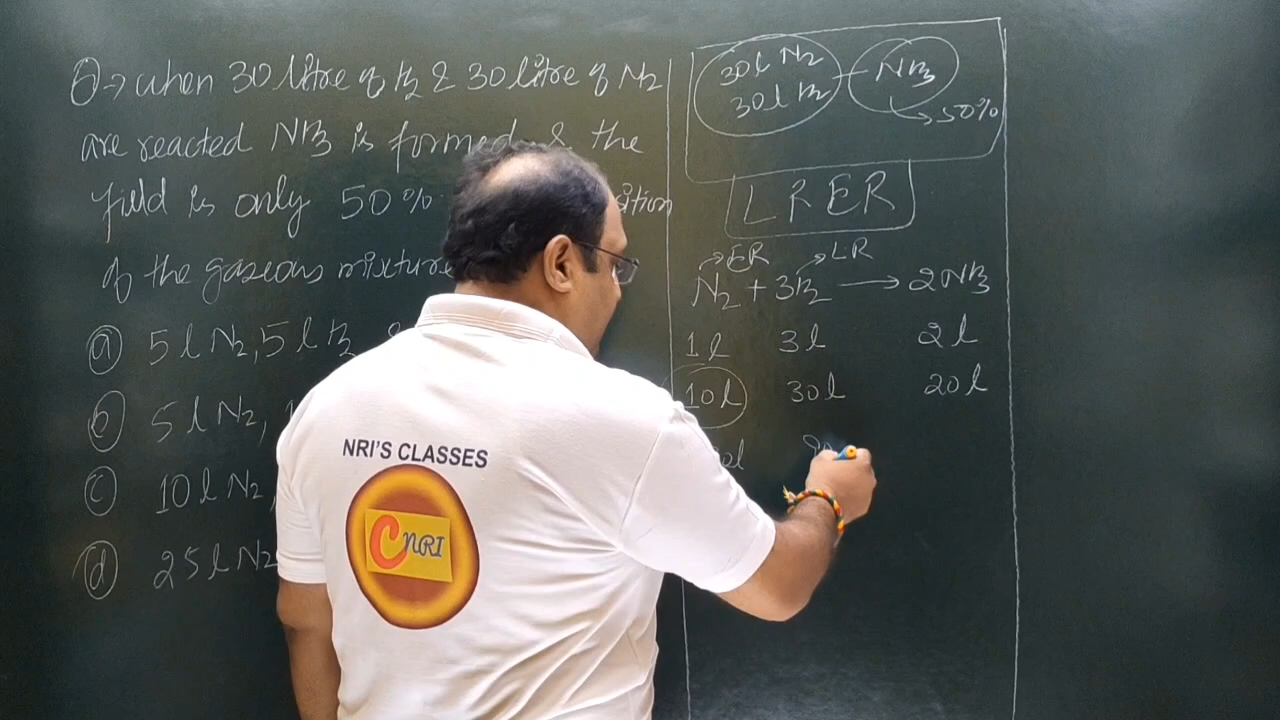 Q→ when 30 litre of H2 & 30 litre of N2
are reacted NH3 is formed & the
yield is only 50%
of the gaseous mixture
(a) 5 l N2, 5 l H2
(b) 5 l N2,
(c) 10 l N2,
(d) 25 l N2
30 l N2
30 l H2
NH3
→ 50%
LRER
→ER →LR
N2 + 3H2 → 2NH3
1 l 3 l 2 l
10 l 30 l 20 l
NRI'S CLASSES
CNRI